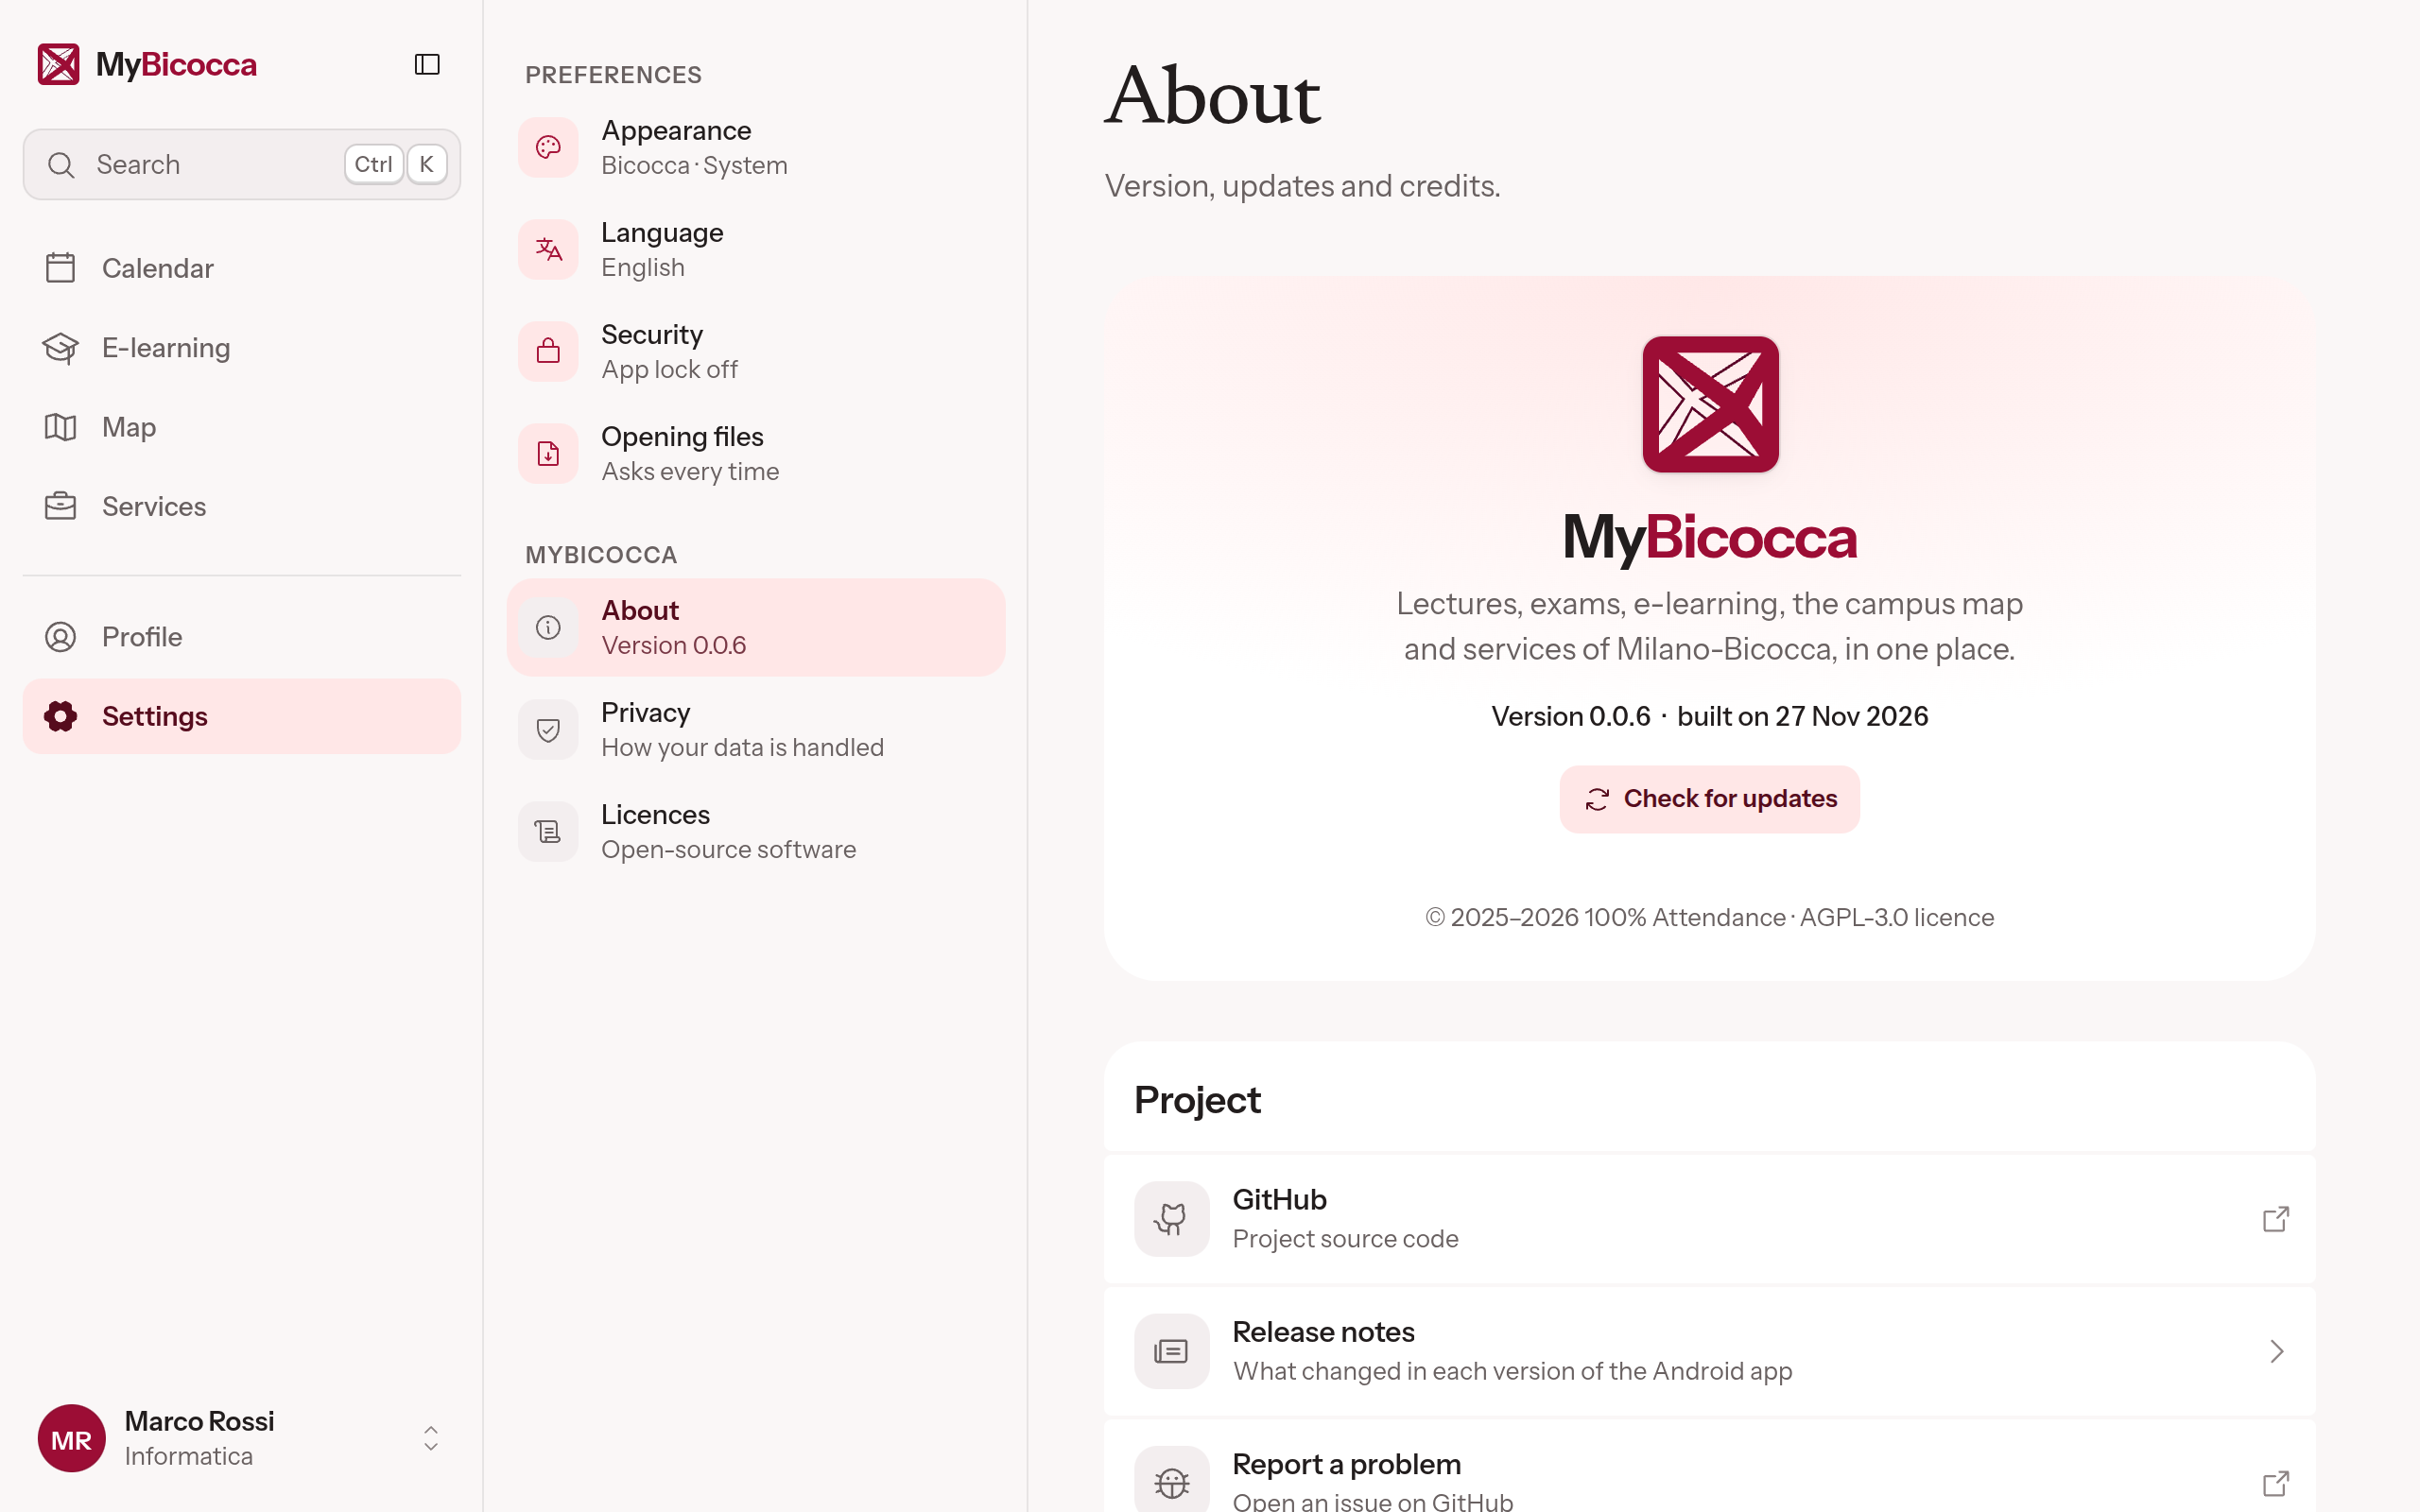 MyBicocca
Search
Ctrl K
Calendar
E-learning
Map
Services
Profile
Settings
MR
Marco Rossi
Informatica
PREFERENCES
Appearance
Bicocca · System
Language
English
Security
App lock off
Opening files
Asks every time
MYBICOCCA
About
Version 0.0.6
Privacy
How your data is handled
Licences
Open-source software
About
Version, updates and credits.
MyBicocca
Lectures, exams, e-learning, the campus map
and services of Milano-Bicocca, in one place.
Version 0.0.6 · built on 27 Nov 2026
Check for updates
© 2025–2026 100% Attendance · AGPL-3.0 licence
Project
GitHub
Project source code
Release notes
What changed in each version of the Android app
Report a problem
Open an issue on GitHub